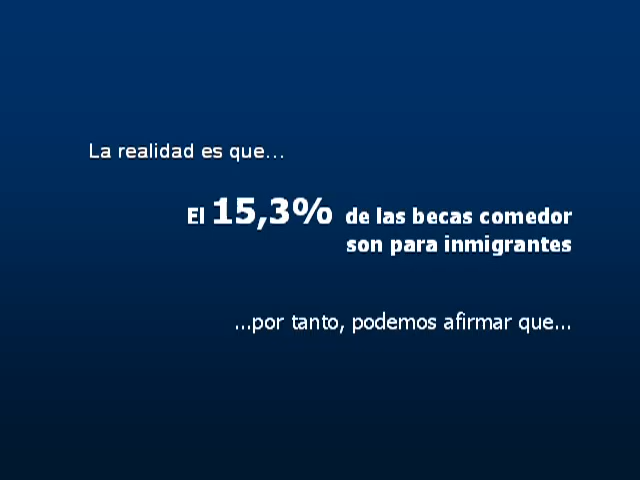 La realidad es que...
El 15,3% de las becas comedor
son para inmigrantes
...por tanto, podemos afirmar que...